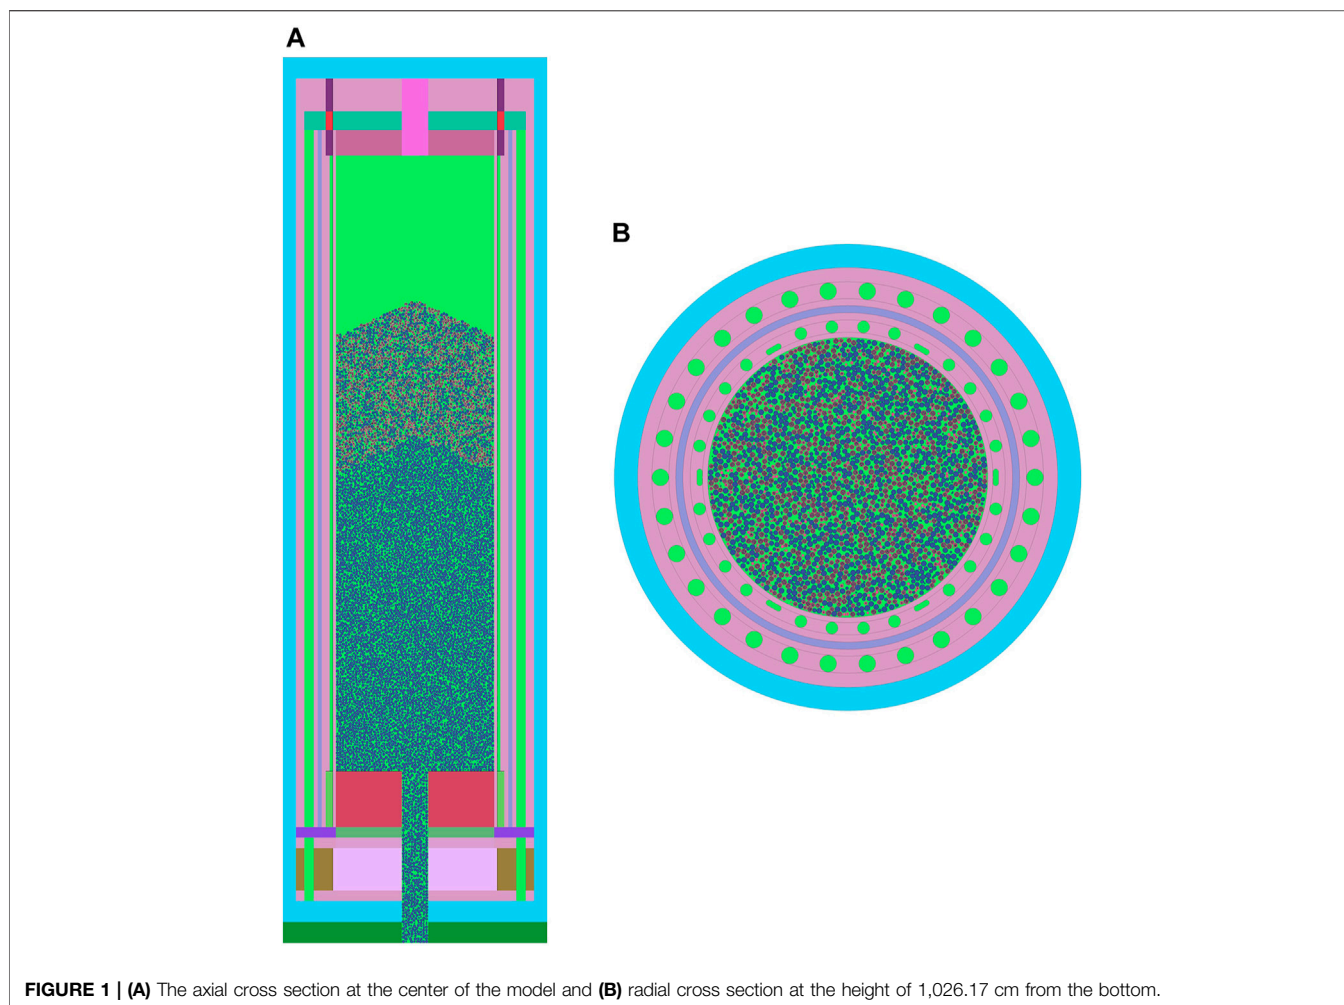 A
B
FIGURE 1 | (A) The axial cross section at the center of the model and (B) radial cross section at the height of 1,026.17 cm from the bottom.